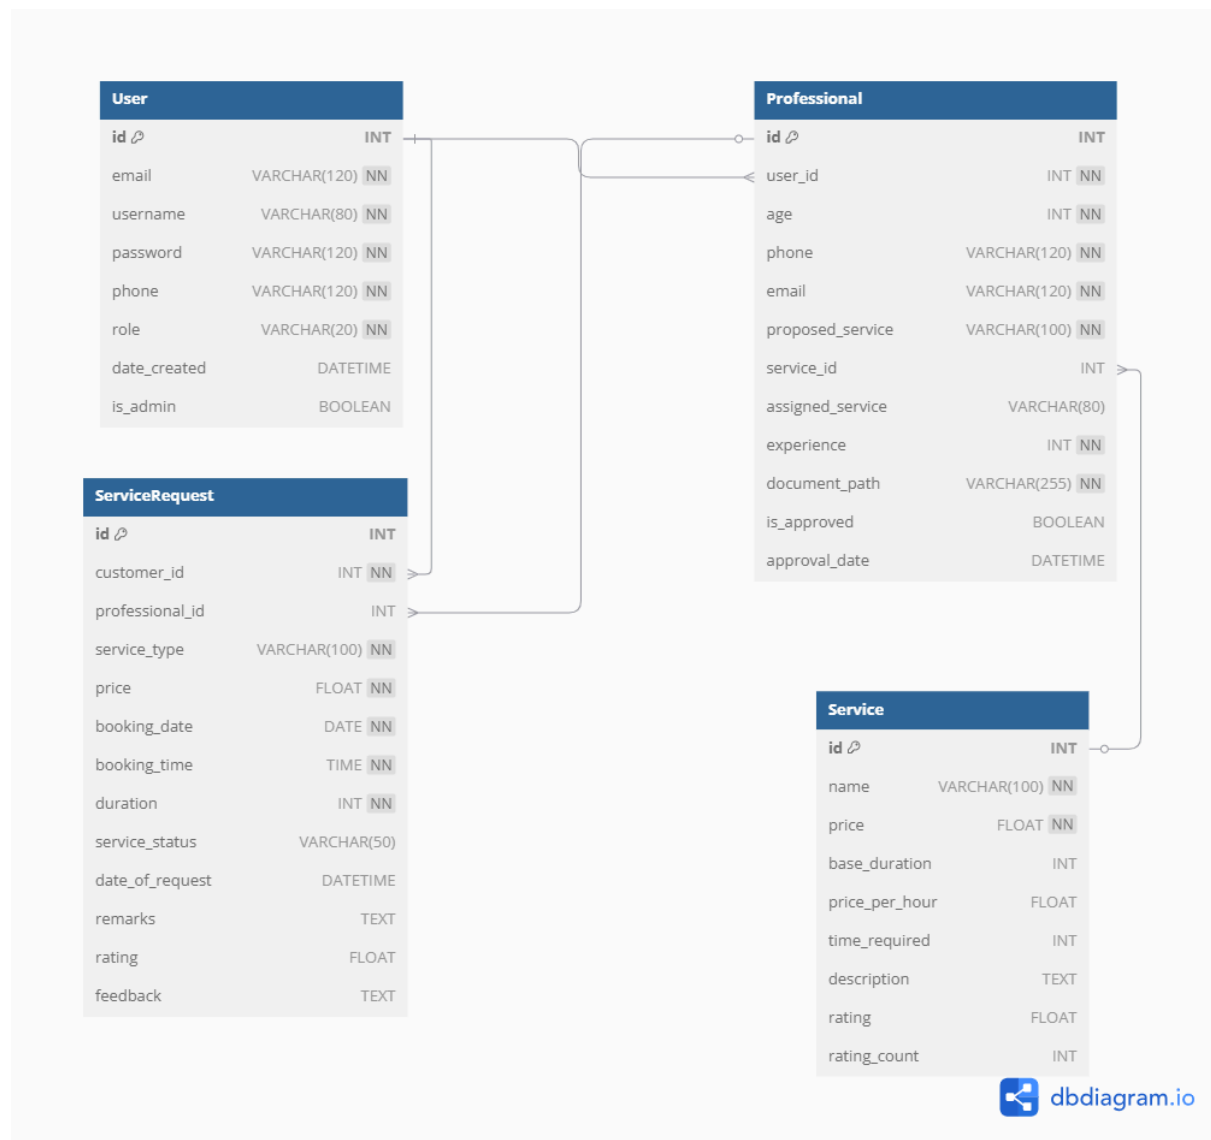 User
id INT
email VARCHAR(120) NN
username VARCHAR(80) NN
password VARCHAR(120) NN
phone VARCHAR(120) NN
role VARCHAR(20) NN
date_created DATETIME
is_admin BOOLEAN
ServiceRequest
id INT
customer_id INT NN
professional_id INT
service_type VARCHAR(100) NN
price FLOAT NN
booking_date DATE NN
booking_time TIME NN
duration INT NN
service_status VARCHAR(50)
date_of_request DATETIME
remarks TEXT
rating FLOAT
feedback TEXT
Professional
id INT
user_id INT NN
age INT NN
phone VARCHAR(120) NN
email VARCHAR(120) NN
proposed_service VARCHAR(100) NN
service_id INT
assigned_service VARCHAR(80)
experience INT NN
document_path VARCHAR(255) NN
is_approved BOOLEAN
approval_date DATETIME
Service
id INT
name VARCHAR(100) NN
price FLOAT NN
base_duration INT
price_per_hour FLOAT
time_required INT
description TEXT
rating FLOAT
rating_count INT
dbdiagram.io